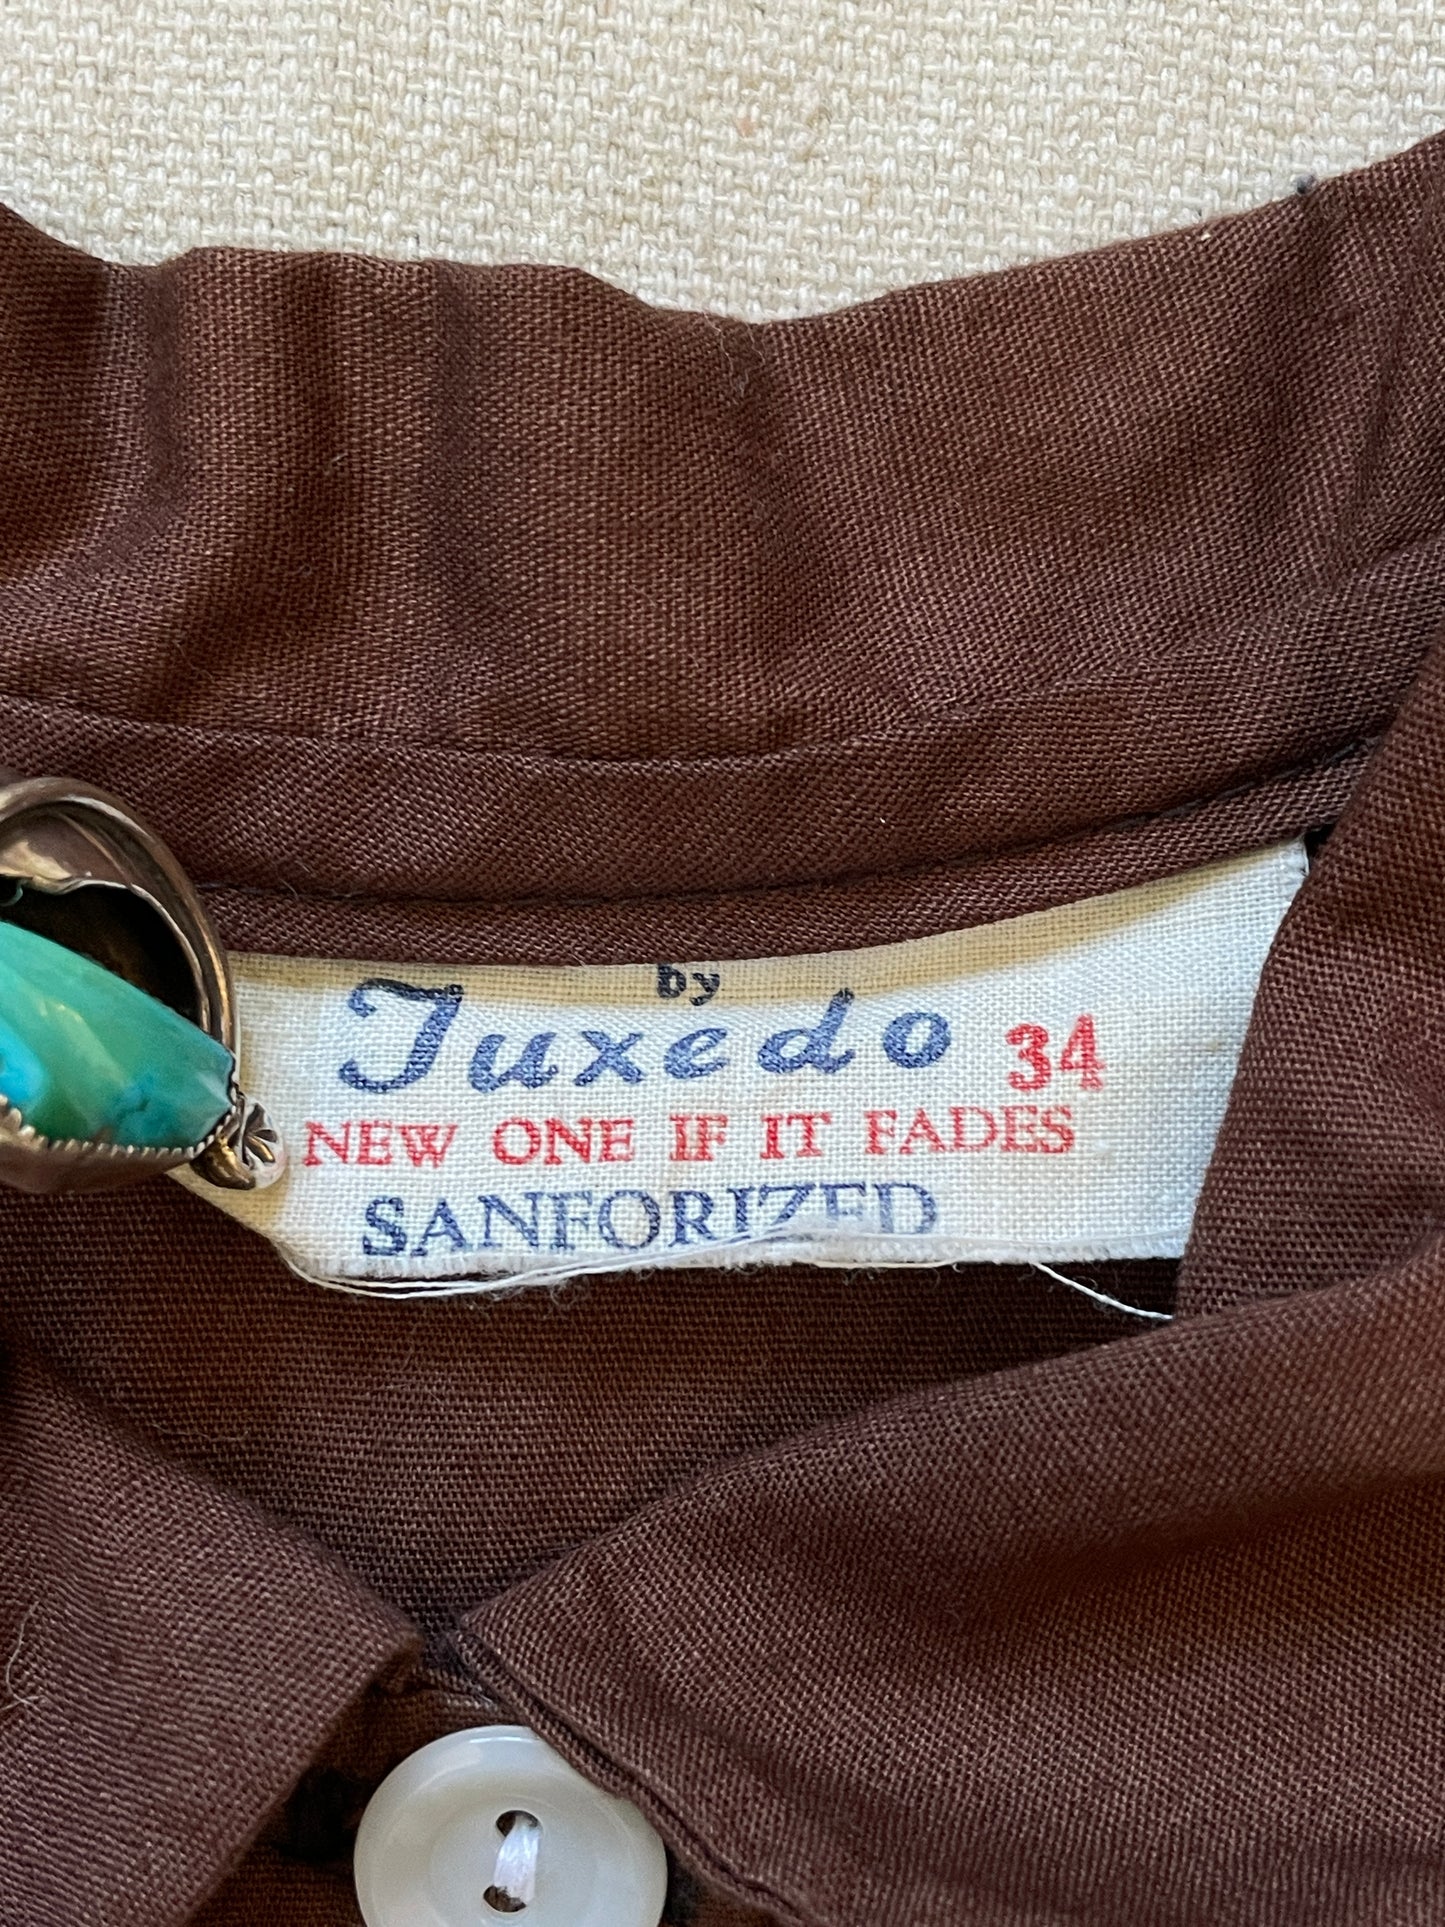 by
Tuxedo 34
NEW ONE IF IT FADES
SANFORIZED